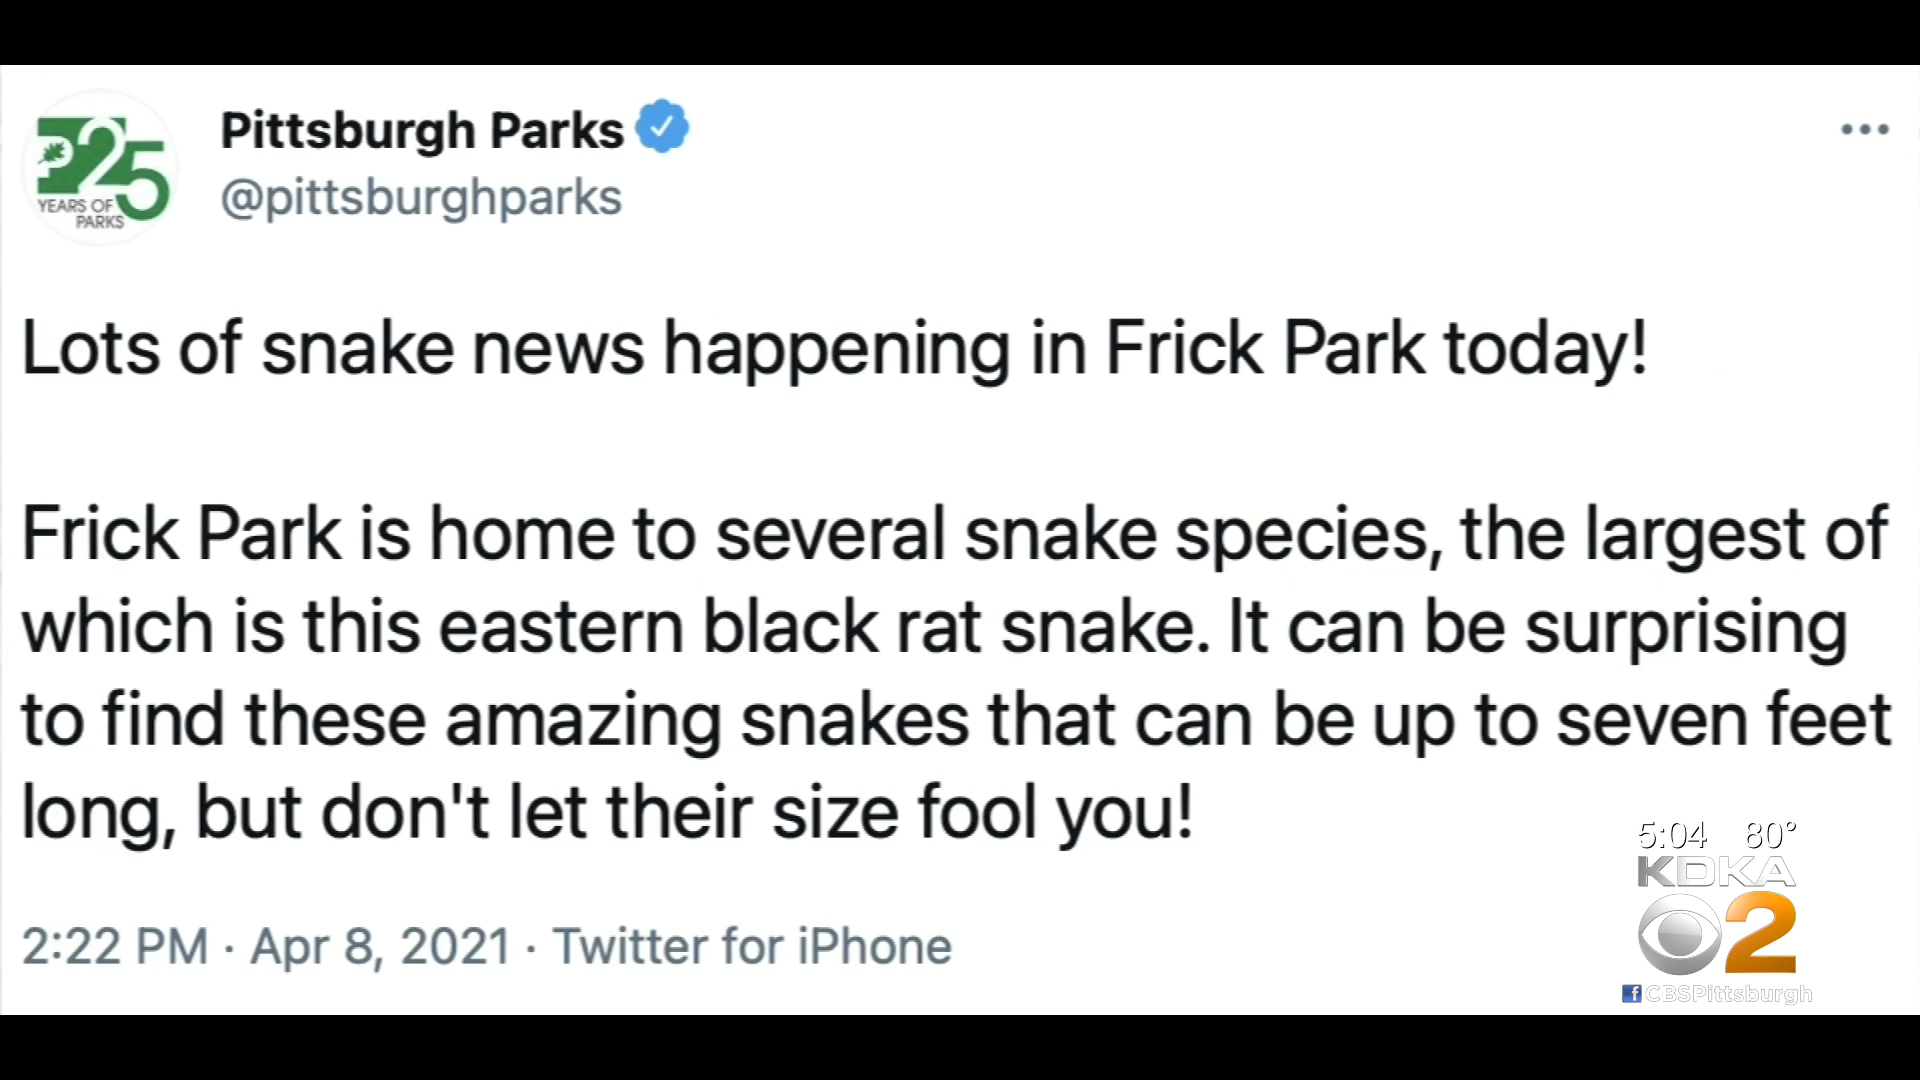 Pittsburgh Parks
@pittsburghparks
P25
YEARS OF
PARKS
Lots of snake news happening in Frick Park today!
Frick Park is home to several snake species, the largest of
which is this eastern black rat snake. It can be surprising
to find these amazing snakes that can be up to seven feet
long, but don't let their size fool you!
2:22 PM · Apr 8, 2021 · Twitter for iPhone
5:04 80°
KDKA
2
f CBSPittsburgh